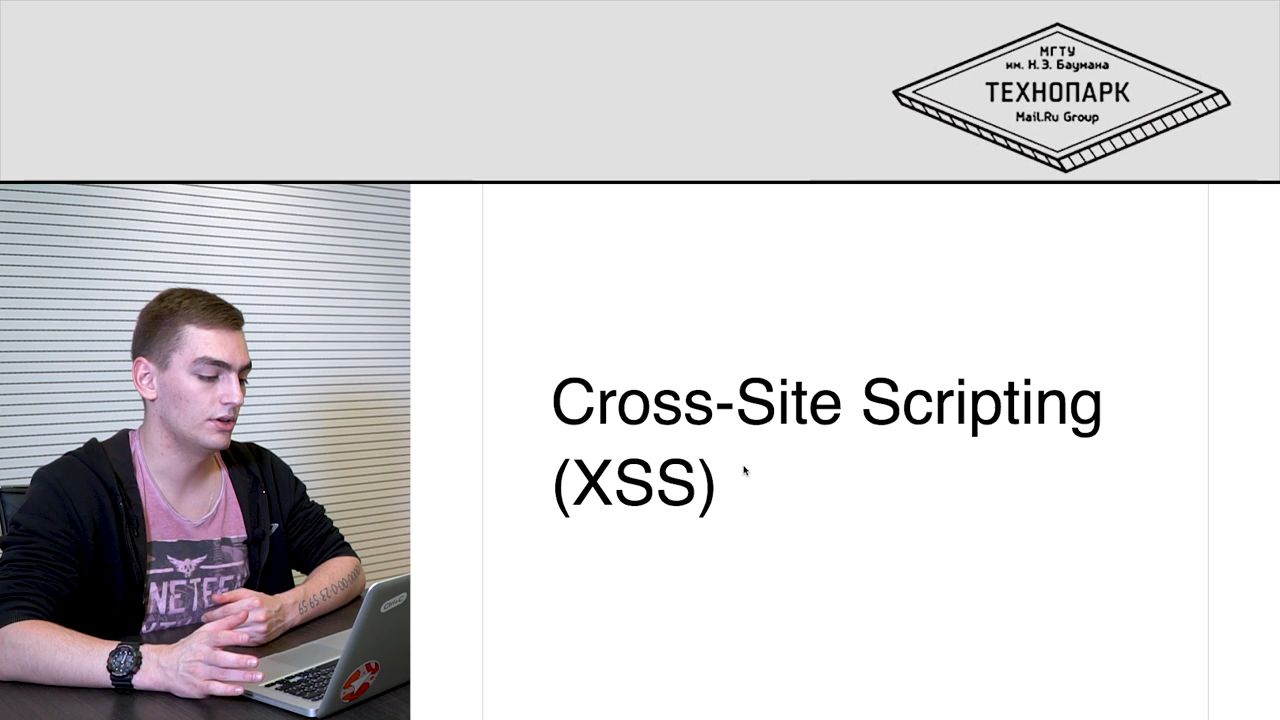 МГТУ
им. Н.Э. Баумана
ТЕХНОПАРК
Mail.Ru Group
Cross-Site Scripting
(XSS)